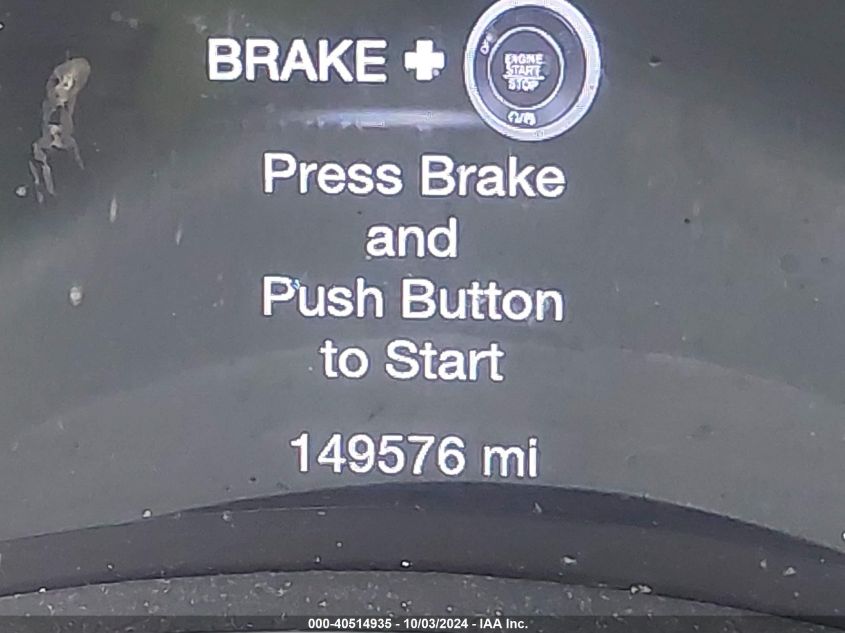 BRAKE +
OFF
ENGINE
START
STOP
Press Brake
and
Push Button
to Start
149576 mi
000-40514935 - 10/03/2024 - IAA Inc.